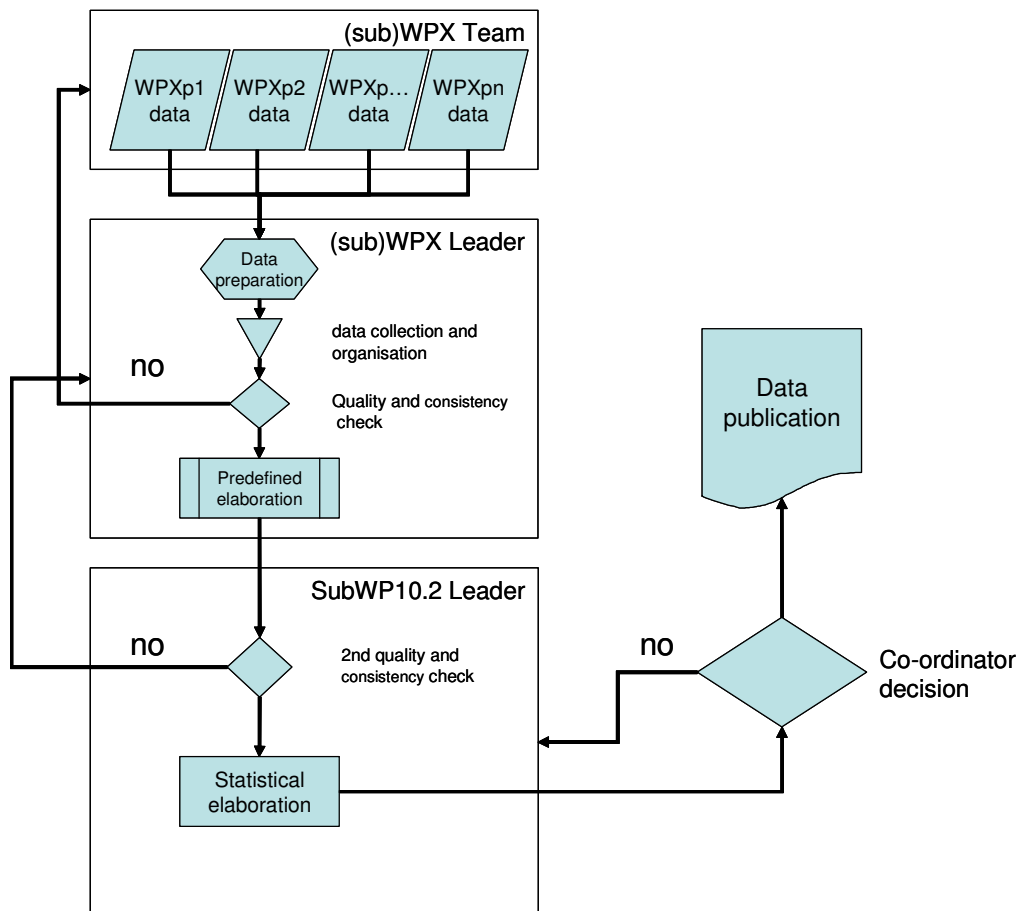 (sub)WPX Team
WPXp1
data
WPXp2
data
WPXp...
data
WPXpn
data
(sub)WPX Leader
Data
preparation
data collection and
organisation
no
Quality and consistency
check
Predefined
elaboration
SubWP10.2 Leader
no
2nd quality and
consistency check
Statistical
elaboration
Data
publication
no
Co-ordinator
decision